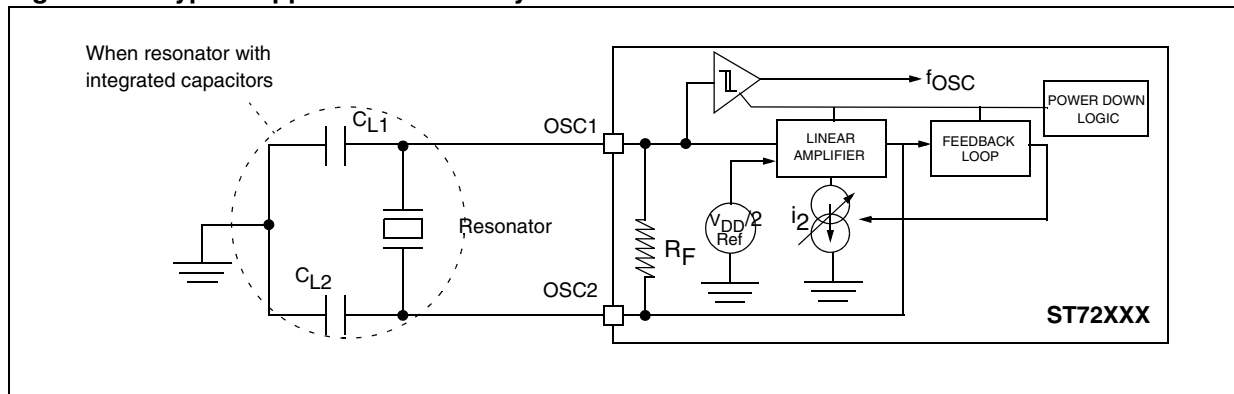 When resonator with
integrated capacitors
CL1
OSC1
fOSC
POWER DOWN
LOGIC
LINEAR
AMPLIFIER
FEEDBACK
LOOP
Resonator
RF
VDD/2
Ref
i2
CL2
OSC2
ST72XXX